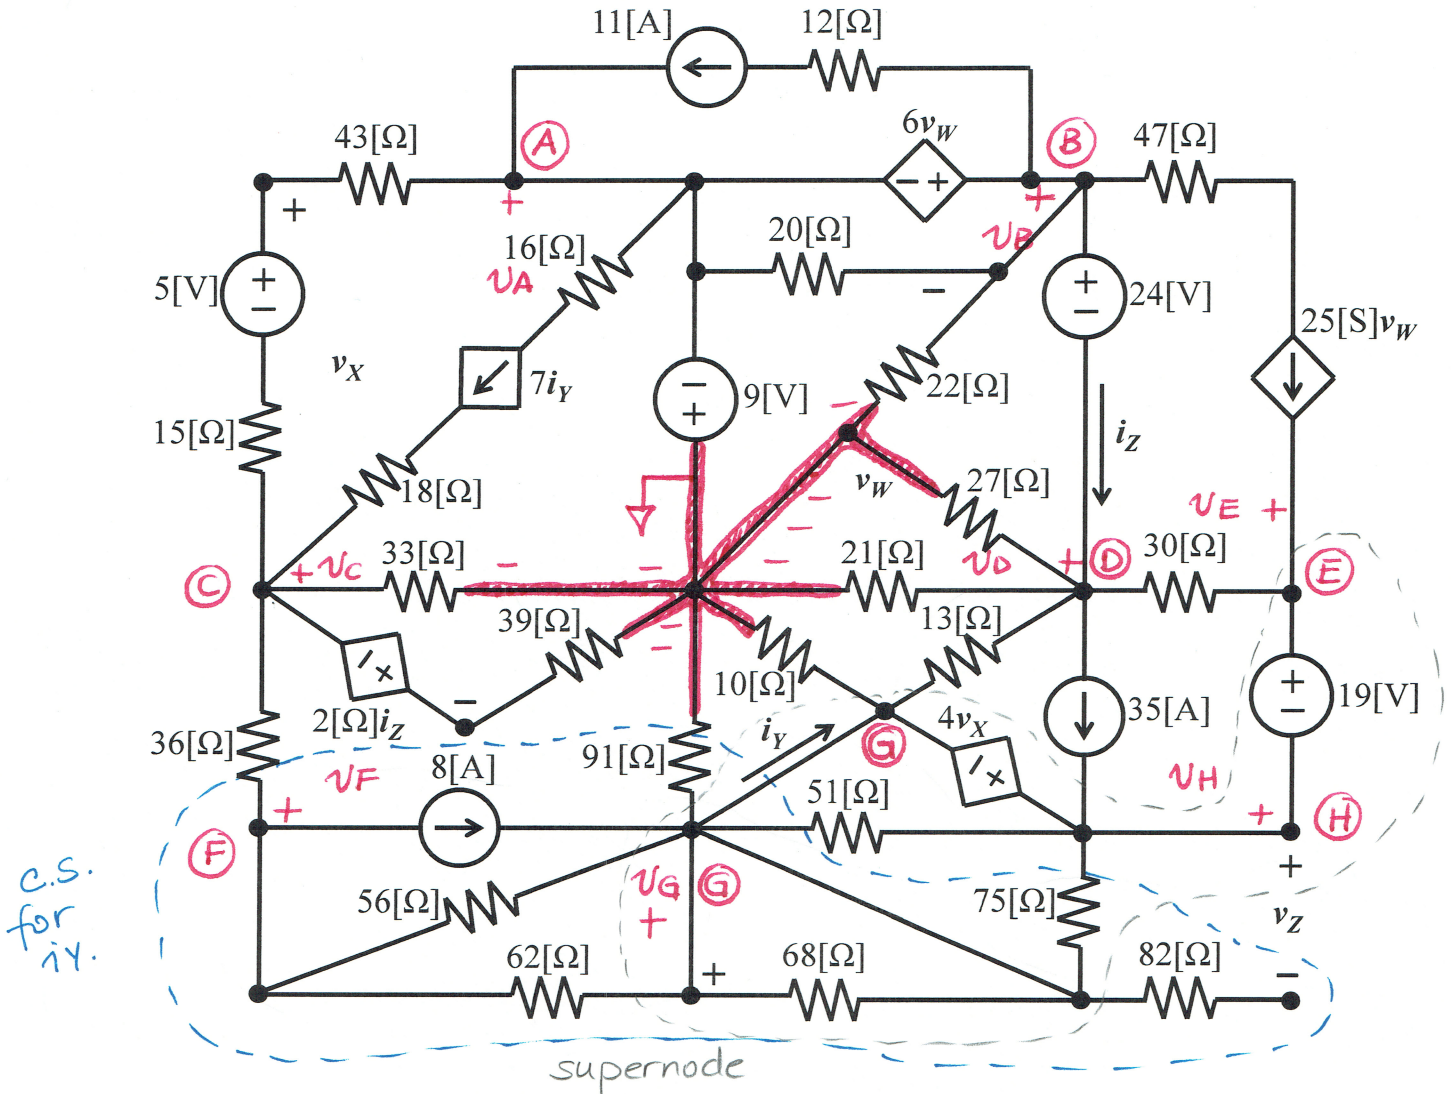 11[A] 12[Ω]
43[Ω] A 6vW B 47[Ω]
+ + - + +
16[Ω] 20[Ω] vB
vA
5[V] + - - + - 24[V] 25[S]vW
vX 7iY - + 9[V] 22[Ω]
15[Ω] - iZ
18[Ω] vW 27[Ω] vE +
33[Ω] 21[Ω] vD + D 30[Ω]
C + vC - - E
39[Ω] 13[Ω]
- + - 10[Ω] + - 19[V]
2[Ω]iZ iY 4vX 35[A]
36[Ω] 91[Ω] G - + vH
vF 8[A] 51[Ω]
+ + H
F +
c.s.
for
iY.
56[Ω] vG G 75[Ω] vZ
+
62[Ω] + 68[Ω] 82[Ω] -
supernode